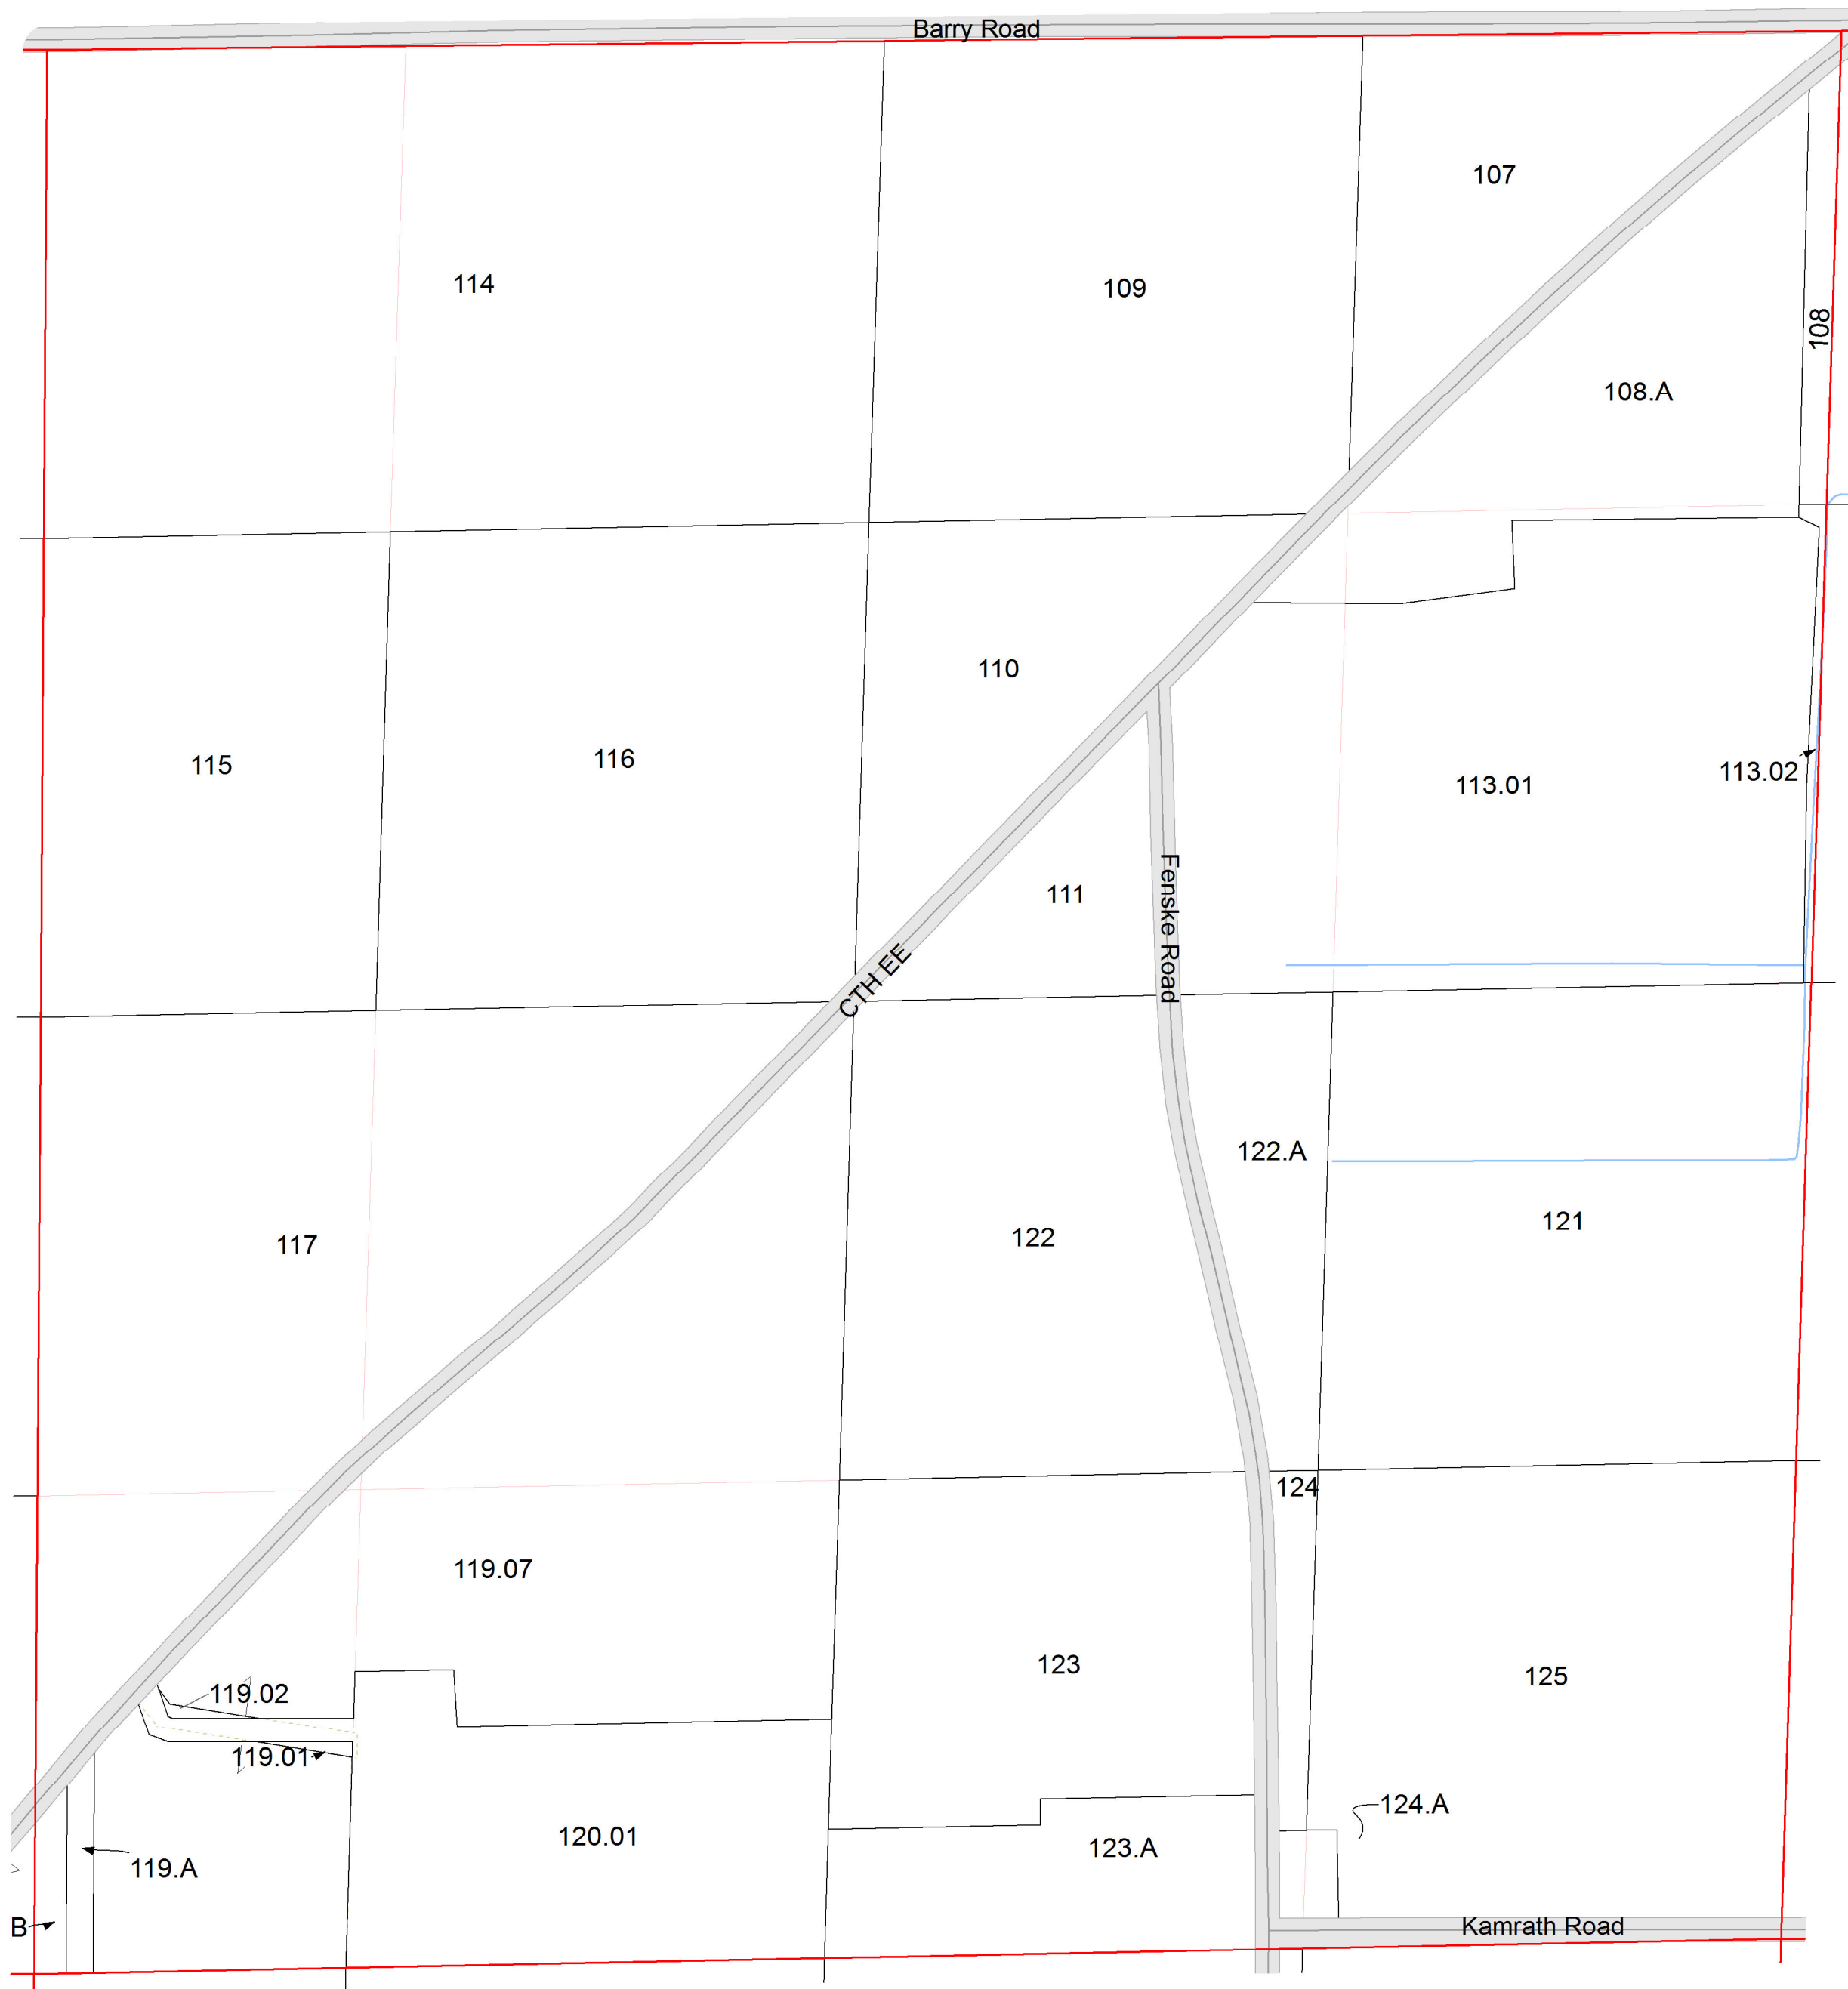 Barry Road
107
114
109
108
108.A
110
116
115
113.02
113.01
111
Fenske Road
CTH EE
122.A
121
122
117
124
119.07
123
125
119.02
119.01
124.A
120.01
123.A
119.A
B
Kamrath Road